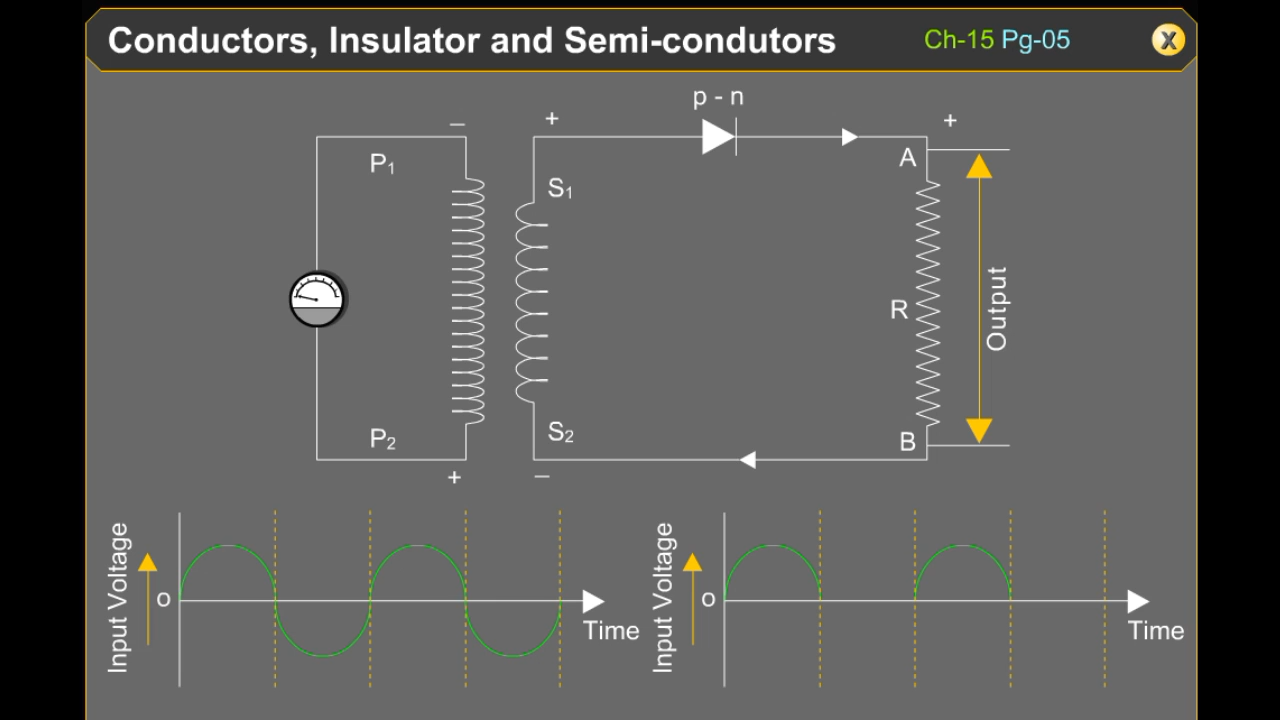 Conductors, Insulator and Semi-condutors
Ch-15 Pg-05
X
p - n
–
+
+
P1
A
S1
R
Output
P2
S2
B
+
–
Input Voltage
o
Time
Input Voltage
o
Time